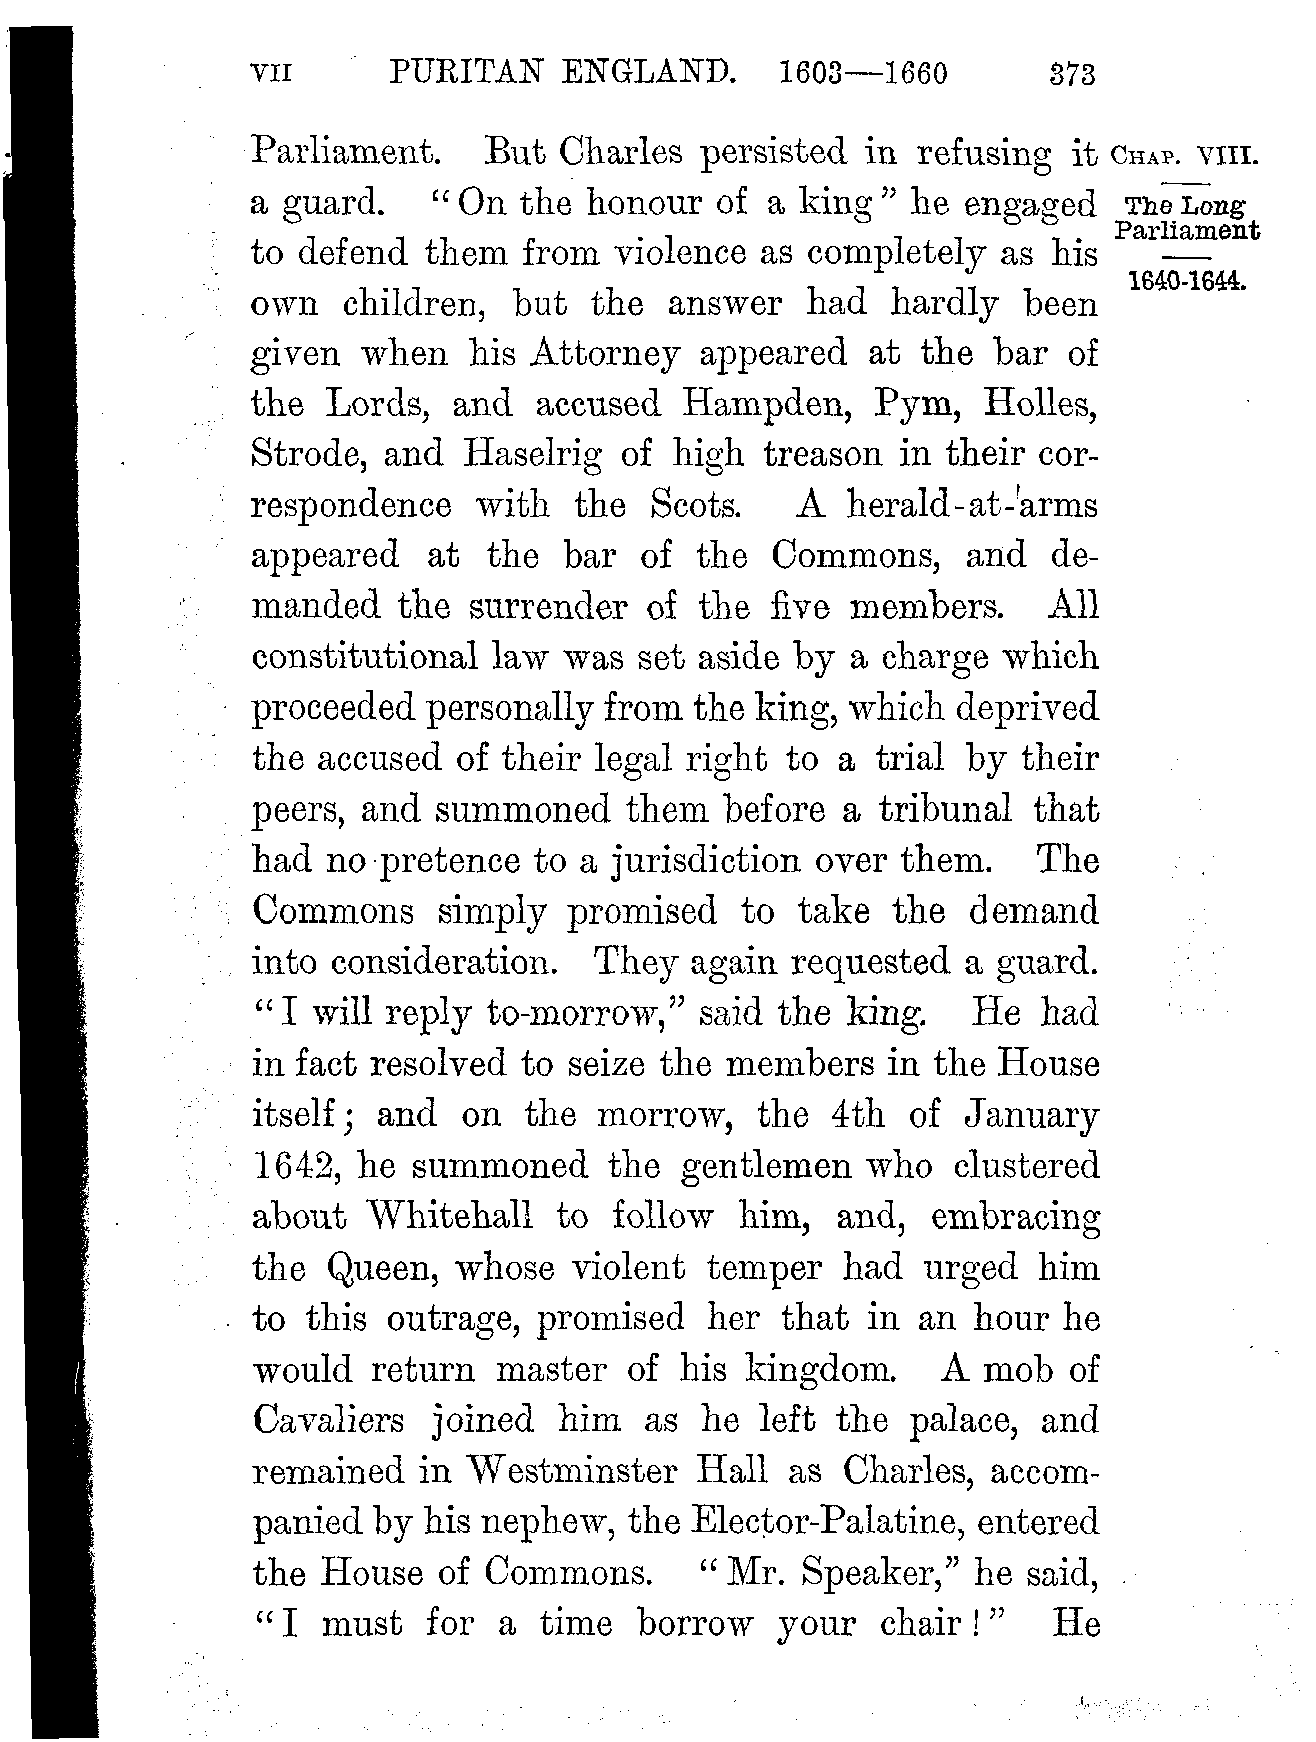 VII PURITAN ENGLAND. 1603—1660 373
Parliament. But Charles persisted in refusing it
a guard. "On the honour of a king" he engaged
to defend them from violence as completely as his
own children, but the answer had hardly been
given when his Attorney appeared at the bar of
the Lords, and accused Hampden, Pym, Holles,
Strode, and Haselrig of high treason in their cor-
respondence with the Scots. A herald-at-arms
appeared at the bar of the Commons, and de-
manded the surrender of the five members. All
constitutional law was set aside by a charge which
proceeded personally from the king, which deprived
the accused of their legal right to a trial by their
peers, and summoned them before a tribunal that
had no pretence to a jurisdiction over them. The
Commons simply promised to take the demand
into consideration. They again requested a guard.
"I will reply to-morrow," said the king. He had
in fact resolved to seize the members in the House
itself; and on the morrow, the 4th of January
1642, he summoned the gentlemen who clustered
about Whitehall to follow him, and, embracing
the Queen, whose violent temper had urged him
to this outrage, promised her that in an hour he
would return master of his kingdom. A mob of
Cavaliers joined him as he left the palace, and
remained in Westminster Hall as Charles, accom-
panied by his nephew, the Elector-Palatine, entered
the House of Commons. "Mr. Speaker," he said,
"I must for a time borrow your chair!" He
CHAP. VIII.
The Long
Parliament
1640-1644.